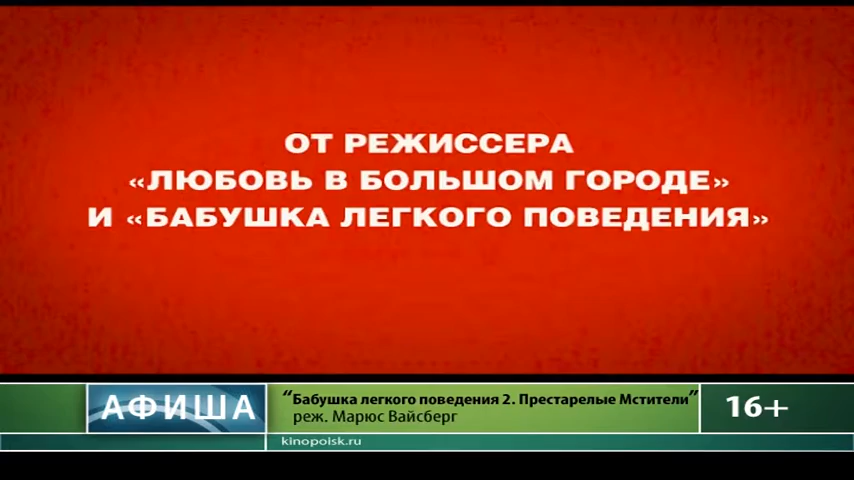 ОТ РЕЖИССЕРА
«ЛЮБОВЬ В БОЛЬШОМ ГОРОДЕ»
И «БАБУШКА ЛЕГКОГО ПОВЕДЕНИЯ»
АФИША
“Бабушка легкого поведения 2. Престарелые Мстители”
реж. Марюс Вайсберг
16+
kinopoisk.ru